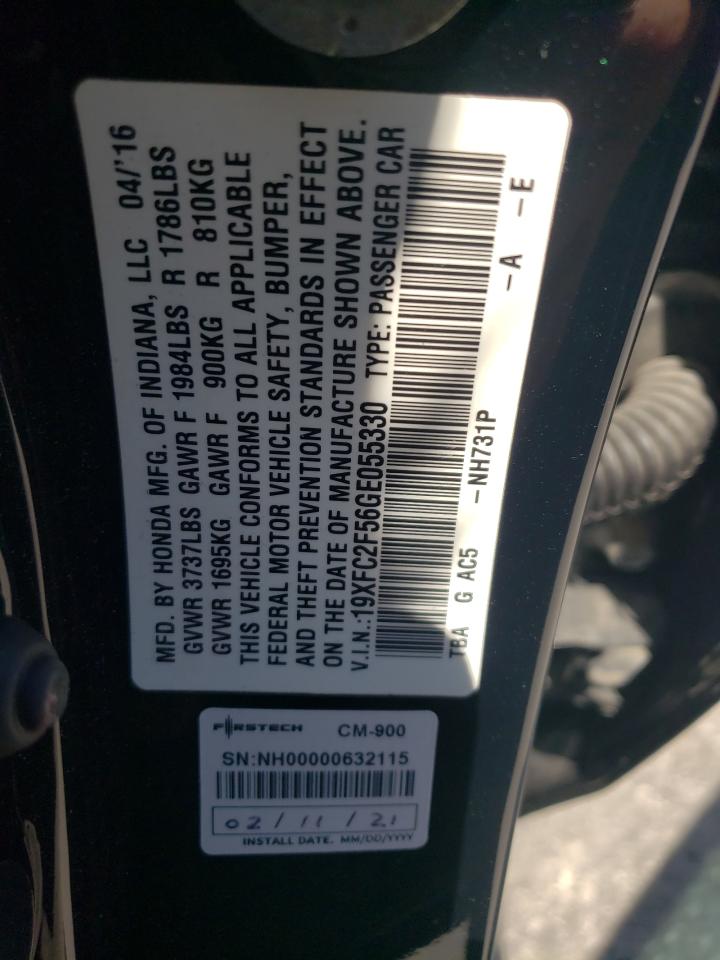 MFD. BY HONDA MFG. OF INDIANA, LLC 04/'16
GVWR 3737LBS GAWR F 1984LBS R 1786LBS
GVWR 1695KG GAWR F 900KG R 810KG
THIS VEHICLE CONFORMS TO ALL APPLICABLE
FEDERAL MOTOR VEHICLE SAFETY, BUMPER,
AND THEFT PREVENTION STANDARDS IN EFFECT
ON THE DATE OF MANUFACTURE SHOWN ABOVE.
V.I.N.:19XFC2F56GE055330 TYPE: PASSENGER CAR
TBA G AC5 -NH731P -A -E
FIRSTECH CM-900
SN:NH00000632115
02/11/21
INSTALL DATE. MM/DD/YYYY